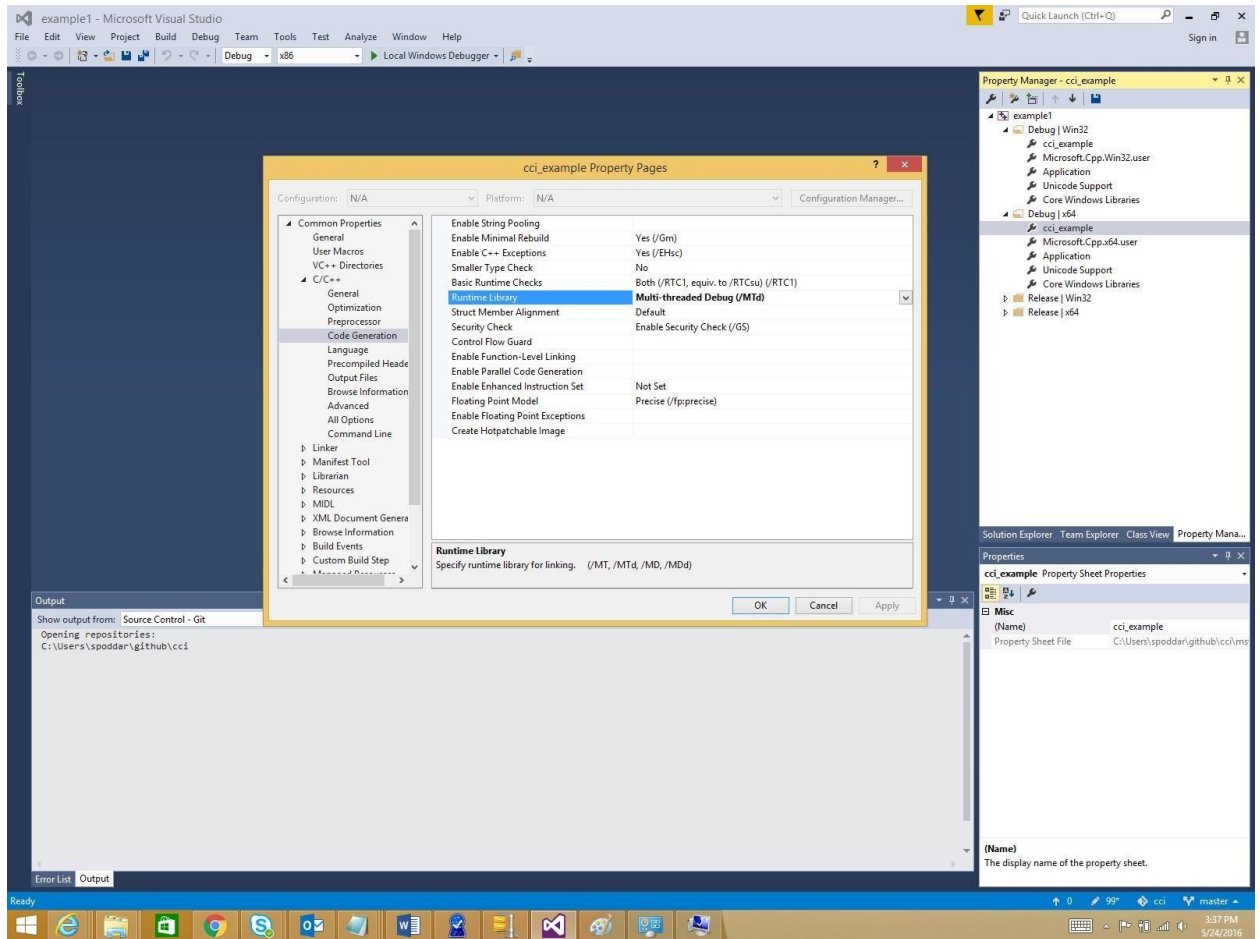 example1 - Microsoft Visual Studio
Quick Launch (Ctrl+Q)
File Edit View Project Build Debug Team Tools Test Analyze Window Help
Sign in
Debug x86 Local Windows Debugger
Toolbox
cci_example Property Pages
Configuration: N/A Platform: N/A Configuration Manager...
Common Properties
General
User Macros
VC++ Directories
C/C++
General
Optimization
Preprocessor
Code Generation
Language
Precompiled Heade
Output Files
Browse Information
Advanced
All Options
Command Line
Linker
Manifest Tool
Librarian
Resources
MIDL
XML Document Genera
Browse Information
Build Events
Custom Build Step
Enable String Pooling
Enable Minimal Rebuild Yes (/Gm)
Enable C++ Exceptions Yes (/EHsc)
Smaller Type Check No
Basic Runtime Checks Both (/RTC1, equiv. to /RTCsu) (/RTC1)
Runtime Library Multi-threaded Debug (/MTd)
Struct Member Alignment Default
Security Check Enable Security Check (/GS)
Control Flow Guard
Enable Function-Level Linking
Enable Parallel Code Generation
Enable Enhanced Instruction Set Not Set
Floating Point Model Precise (/fp:precise)
Enable Floating Point Exceptions
Create Hotpatchable Image
Runtime Library
Specify runtime library for linking. (/MT, /MTd, /MD, /MDd)
OK Cancel Apply
Property Manager - cci_example
example1
Debug | Win32
cci_example
Microsoft.Cpp.Win32.user
Application
Unicode Support
Core Windows Libraries
Debug | x64
cci_example
Microsoft.Cpp.x64.user
Application
Unicode Support
Core Windows Libraries
Release | Win32
Release | x64
Solution Explorer Team Explorer Class View Property Mana...
Properties
cci_example Property Sheet Properties
Misc
(Name) cci_example
Property Sheet File C:\Users\spoddar\github\cci\ms
(Name)
The display name of the property sheet.
Output
Show output from: Source Control - Git
Opening repositories:
C:\Users\spoddar\github\cci
Error List Output
Ready
0 99* cci master
3:37 PM
5/24/2016